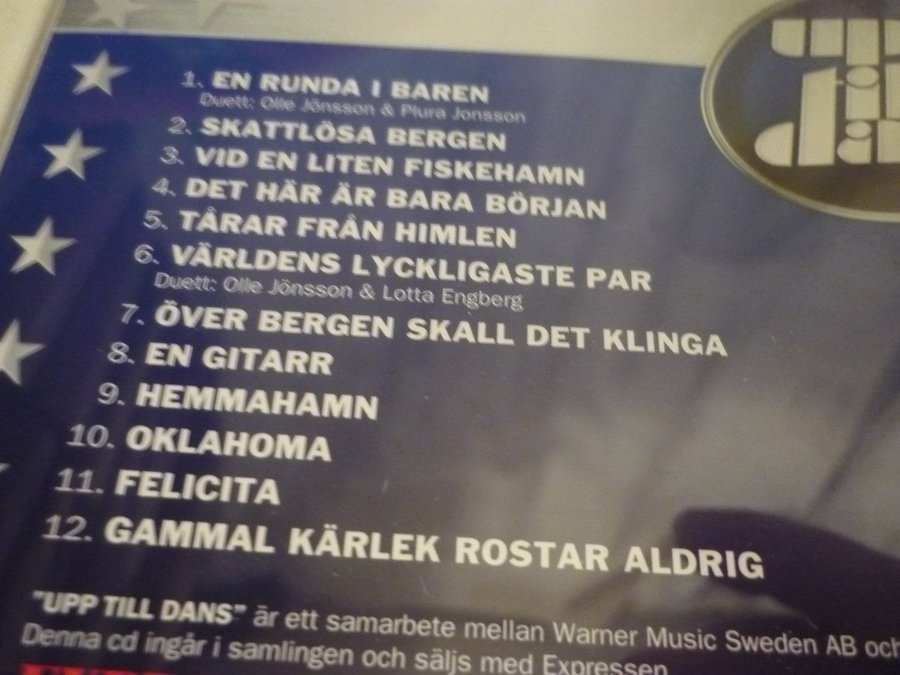 1. EN RUNDA I BAREN
Duett: Olle Jönsson & Plura Jonsson
2. SKATTLÖSA BERGEN
3. VID EN LITEN FISKEHAMN
4. DET HÄR ÄR BARA BÖRJAN
5. TÅRAR FRÅN HIMLEN
6. VÄRLDENS LYCKLIGASTE PAR
Duett: Olle Jönsson & Lotta Engberg
7. ÖVER BERGEN SKALL DET KLINGA
8. EN GITARR
9. HEMMAHAMN
10. OKLAHOMA
11. FELICITA
12. GAMMAL KÄRLEK ROSTAR ALDRIG
"UPP TILL DANS" är ett samarbete mellan Warner Music Sweden AB och
Denna cd ingår i samlingen och säljs med Expressen